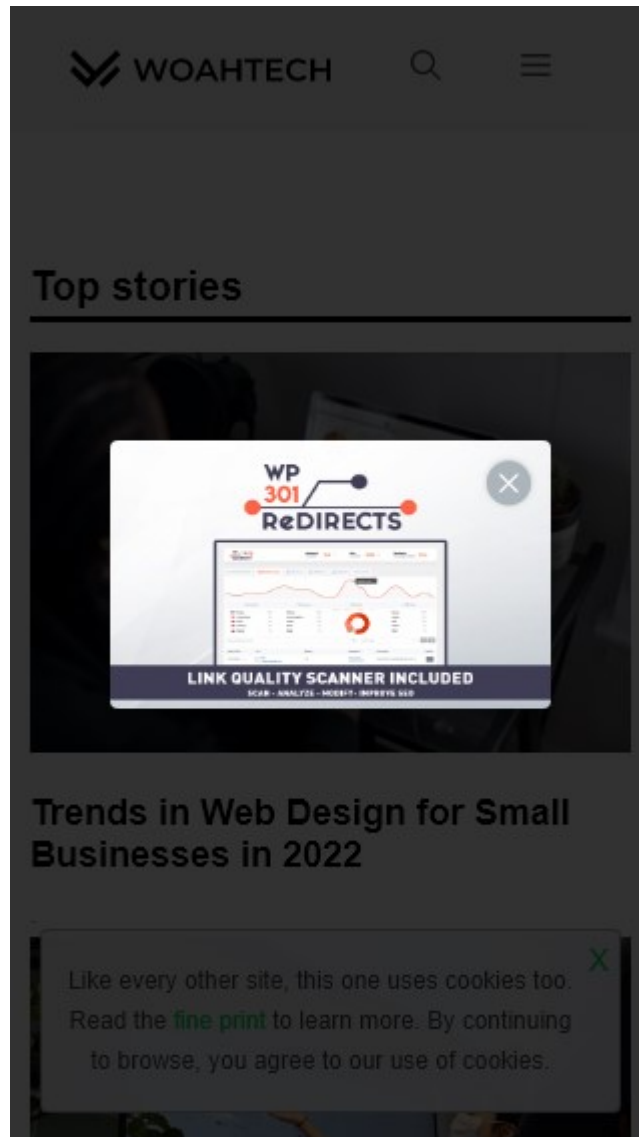 WOAHTECH
Top stories
WP
301
ReDIRECTS
LINK QUALITY SCANNER INCLUDED
SCAN - ANALYZE - MODIFY - IMPROVE SEO
Trends in Web Design for Small
Businesses in 2022
X
Like every other site, this one uses cookies too.
Read the fine print to learn more. By continuing
to browse, you agree to our use of cookies.